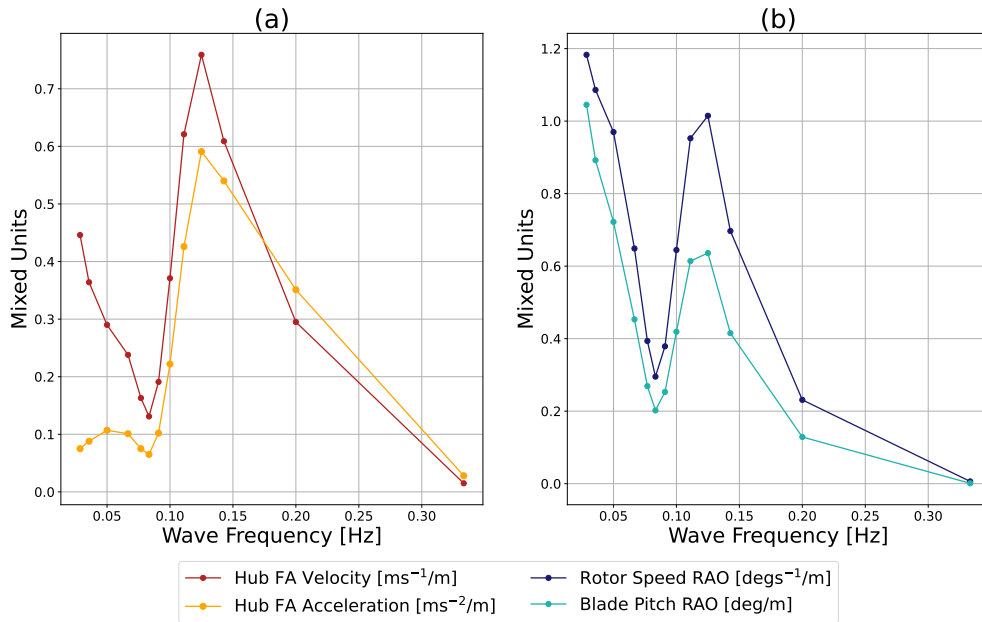 (a)
(b)
Mixed Units
0.7
0.6
0.5
0.4
0.3
0.2
0.1
0.0
0.05 0.10 0.15 0.20 0.25 0.30
Wave Frequency [Hz]
Mixed Units
1.2
1.0
0.8
0.6
0.4
0.2
0.0
0.05 0.10 0.15 0.20 0.25 0.30
Wave Frequency [Hz]
Hub FA Velocity [ms⁻¹/m]
Hub FA Acceleration [ms⁻²/m]
Rotor Speed RAO [degs⁻¹/m]
Blade Pitch RAO [deg/m]